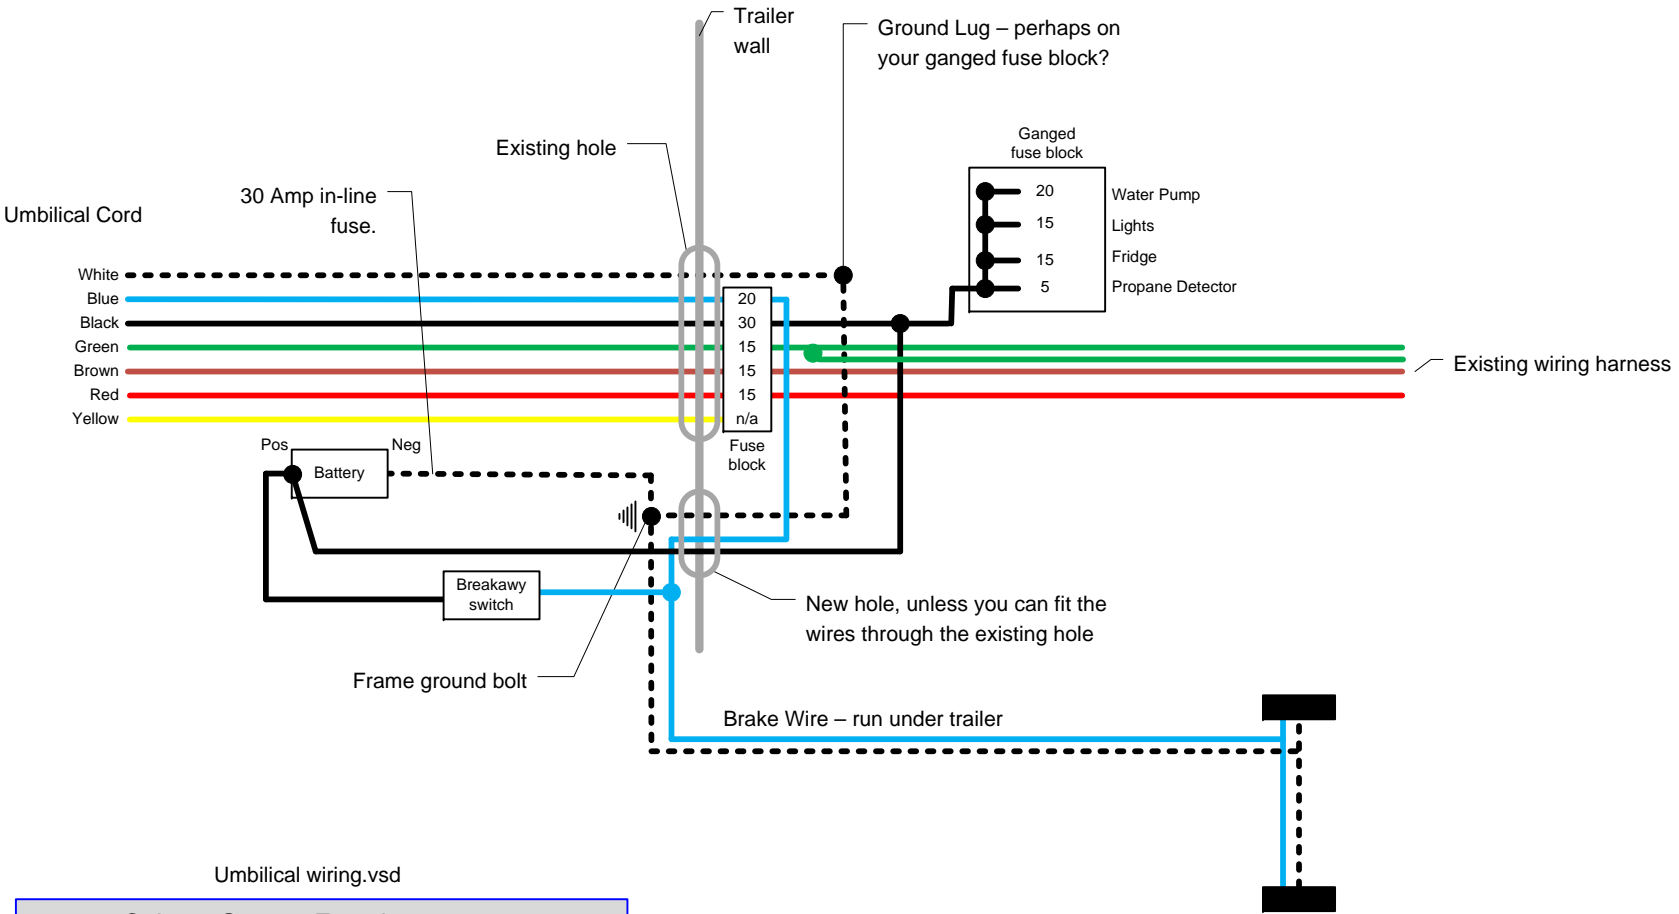 Trailer
wall
Ground Lug – perhaps on
your ganged fuse block?
Existing hole
Ganged
fuse block
30 Amp in-line
fuse.
20
Water Pump
15
Lights
15
Fridge
5
Propane Detector
Umbilical Cord
White
Blue
20
Black
30
Green
15
Brown
15
Red
15
Yellow
n/a
Existing wiring harness
Fuse
block
Pos
Neg
Battery
Breakawy
switch
New hole, unless you can fit the
wires through the existing hole
Frame ground bolt
Brake Wire – run under trailer
Umbilical wiring.vsd